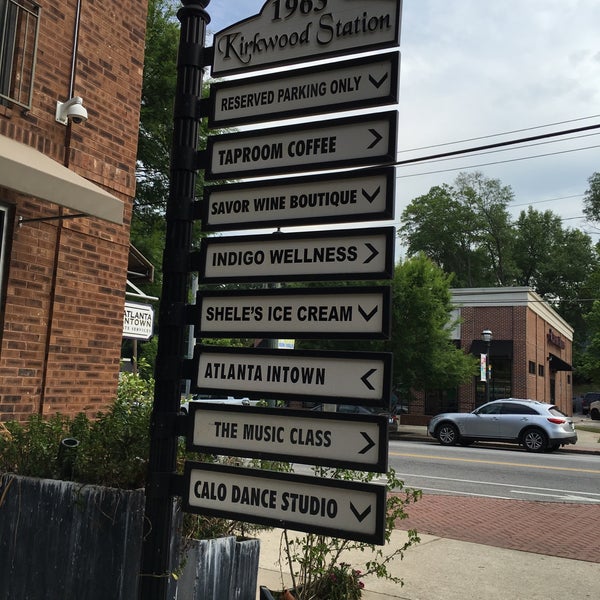 1963
Kirkwood Station
RESERVED PARKING ONLY
TAPROOM COFFEE
SAVOR WINE BOUTIQUE
INDIGO WELLNESS
SHELE'S ICE CREAM
ATLANTA INTOWN
THE MUSIC CLASS
CALO DANCE STUDIO
ATLANTA
INTOWN